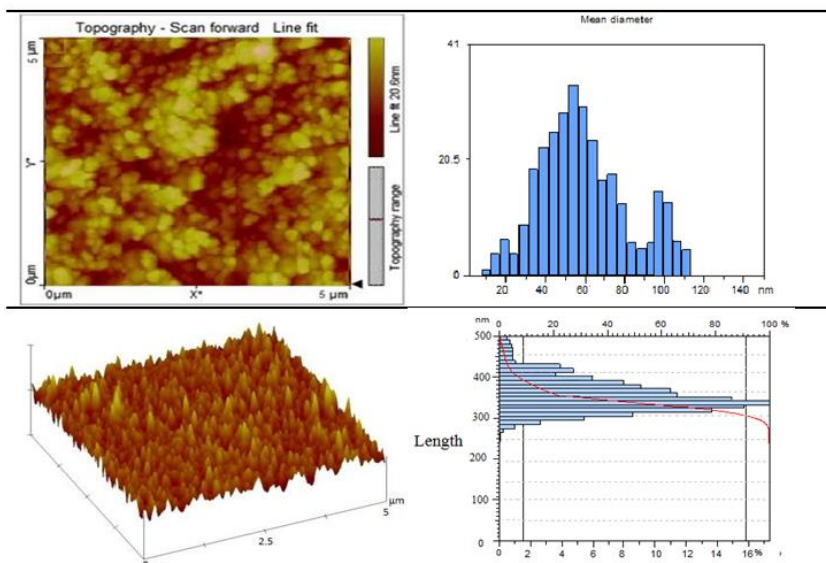 Topography - Scan forward Line fit
5 µm
Y*
0µm
0µm
X*
5 µm
Line fit 20.6nm
Topography range
Mean diameter
41
20.5
0
20 40 60 80 100 120 140 nm
µm
5
2.5
0 20 40 60 80 100 %
nm
500
400
300
Length
200
100
0
0 2 4 6 8 10 12 14 16 %